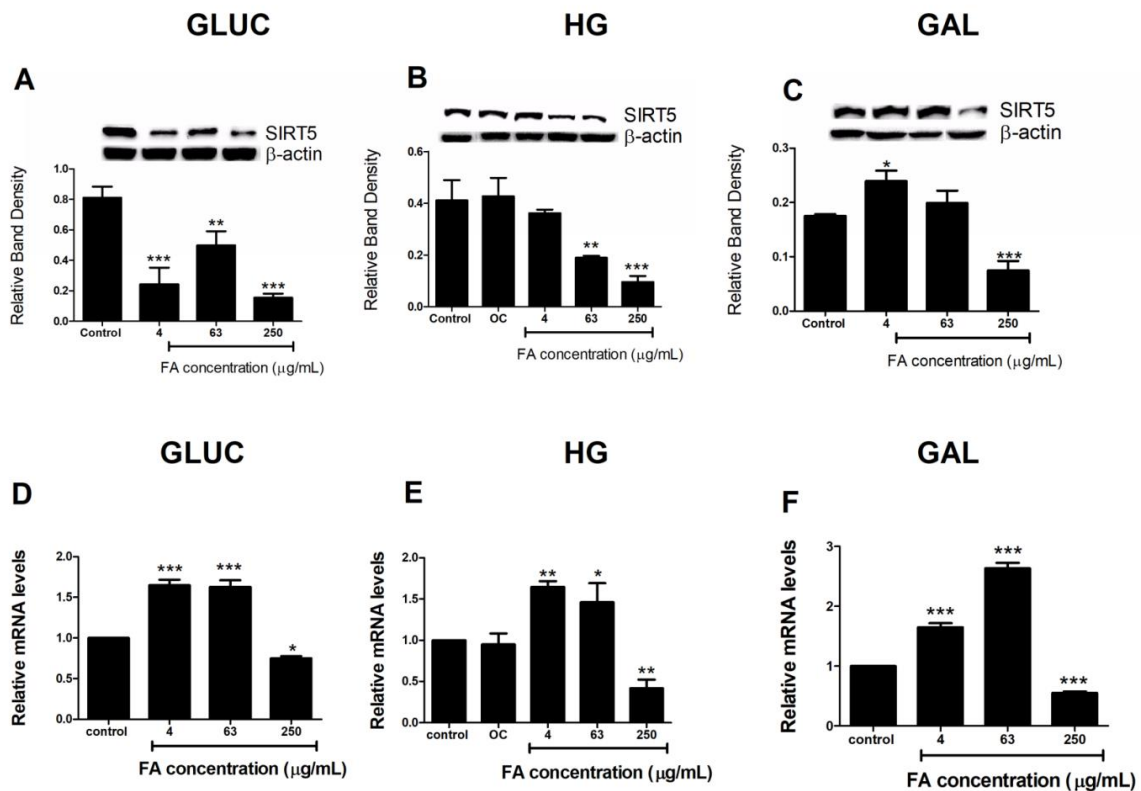 GLUC HG GAL
A
SIRT5
β-actin
Relative Band Density
1.0
0.8
0.6
0.4
0.2
0.0
***
**
***
Control 4 63 250
FA concentration (μg/mL)
B
SIRT5
β-actin
Relative Band Density
0.6
0.4
0.2
0.0
**
***
Control OC 4 63 250
FA concentration (μg/mL)
C
SIRT5
β-actin
Relative Band Density
0.3
0.2
0.1
0.0
*
***
Control 4 63 250
FA concentration (μg/mL)
GLUC HG GAL
D
Relative mRNA levels
2.0
1.5
1.0
0.5
0.0
***
***
*
control 4 63 250
FA concentration (μg/mL)
E
Relative mRNA levels
2.0
1.5
1.0
0.5
0.0
**
*
**
control OC 4 63 250
FA concentration (μg/mL)
F
Relative mRNA levels
3
2
1
0
***
***
***
control 4 63 250
FA concentration (μg/mL)